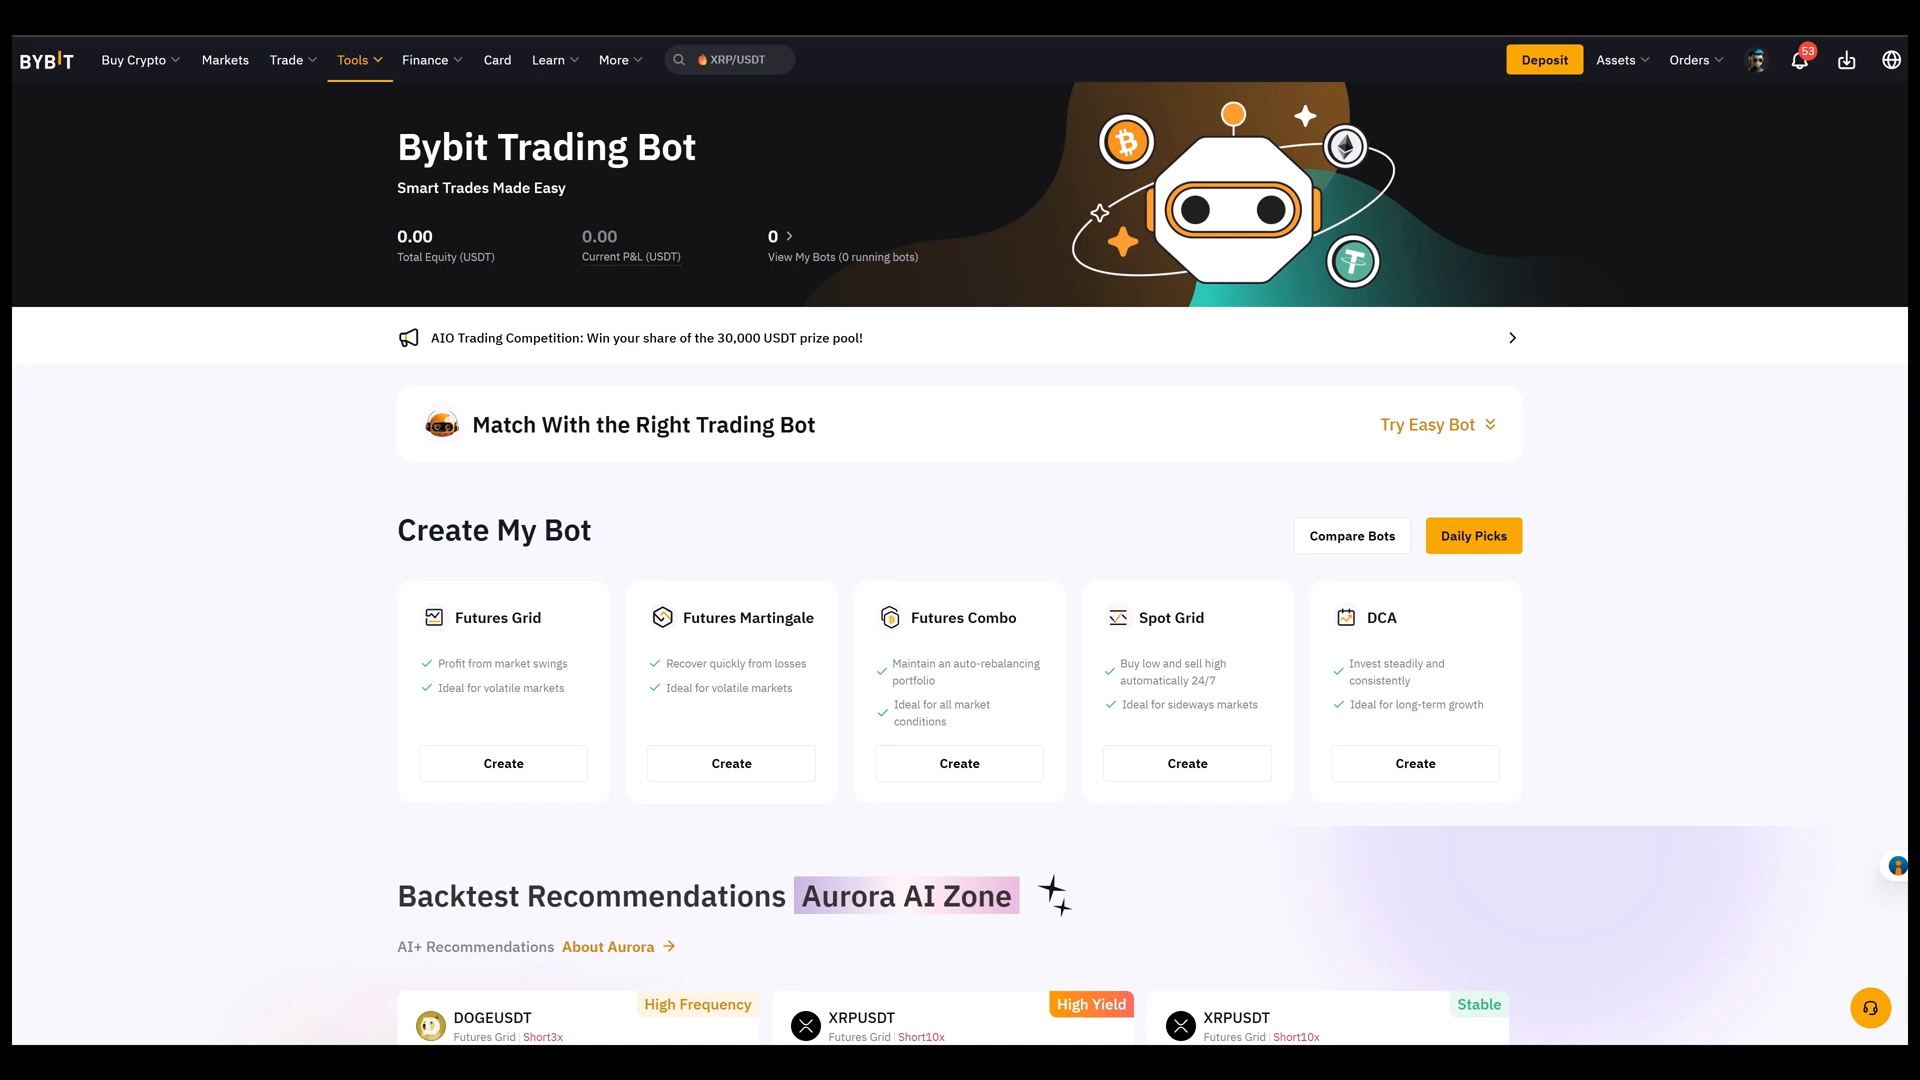 BYBIT
Buy Crypto
Markets
Trade
Tools
Finance
Card
Learn
More
XRP/USDT
Deposit
Assets
Orders
53
Bybit Trading Bot
Smart Trades Made Easy
0.00
Total Equity (USDT)
0.00
Current P&L (USDT)
0
View My Bots (0 running bots)
AIO Trading Competition: Win your share of the 30,000 USDT prize pool!
Match With the Right Trading Bot
Try Easy Bot
Create My Bot
Compare Bots
Daily Picks
Futures Grid
Profit from market swings
Ideal for volatile markets
Create
Futures Martingale
Recover quickly from losses
Ideal for volatile markets
Create
Futures Combo
Maintain an auto-rebalancing
portfolio
Ideal for all market
conditions
Create
Spot Grid
Buy low and sell high
automatically 24/7
Ideal for sideways markets
Create
DCA
Invest steadily and
consistently
Ideal for long-term growth
Create
Backtest Recommendations Aurora AI Zone
AI+ Recommendations About Aurora
High Frequency
DOGEUSDT
Futures Grid Short3x
High Yield
XRPUSDT
Futures Grid Short10x
Stable
XRPUSDT
Futures Grid Short10x